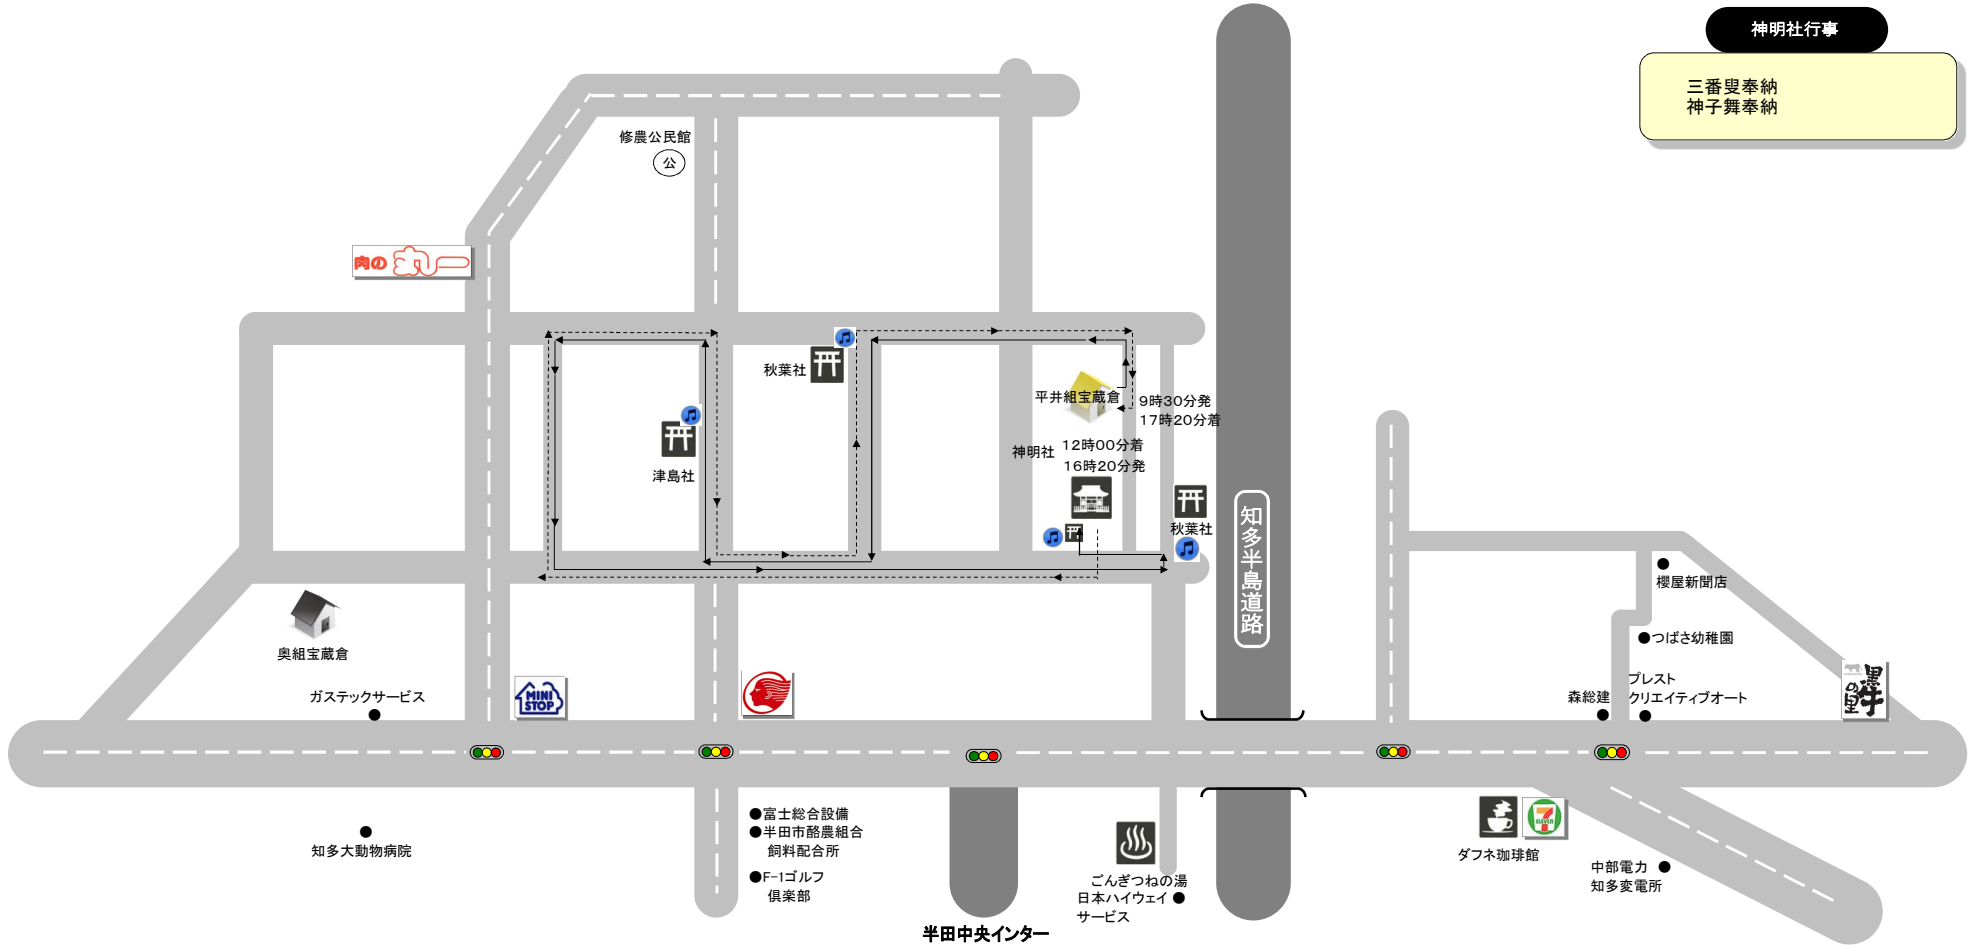 神明社行事
三番叟奉納
神子舞奉納
修農公民館
公
肉の 丸一
秋葉社
津島社
平井組宝蔵倉
9時30分発
17時20分着
神明社
12時00分着
16時20分発
秋葉社
知多半島道路
奥組宝蔵倉
ガステックサービス
MINI
STOP
櫻屋新聞店
つばさ幼稚園
プレスト
クリエイティブオート
森総建
黒牛の里
知多大動物病院
●富士総合設備
●半田市酪農組合
飼料配合所
●F-1ゴルフ
倶楽部
半田中央インター
ごんぎつねの湯
日本ハイウェイ●
サービス
ダフネ珈琲館
7
ELEVEN
中部電力 ●
知多変電所